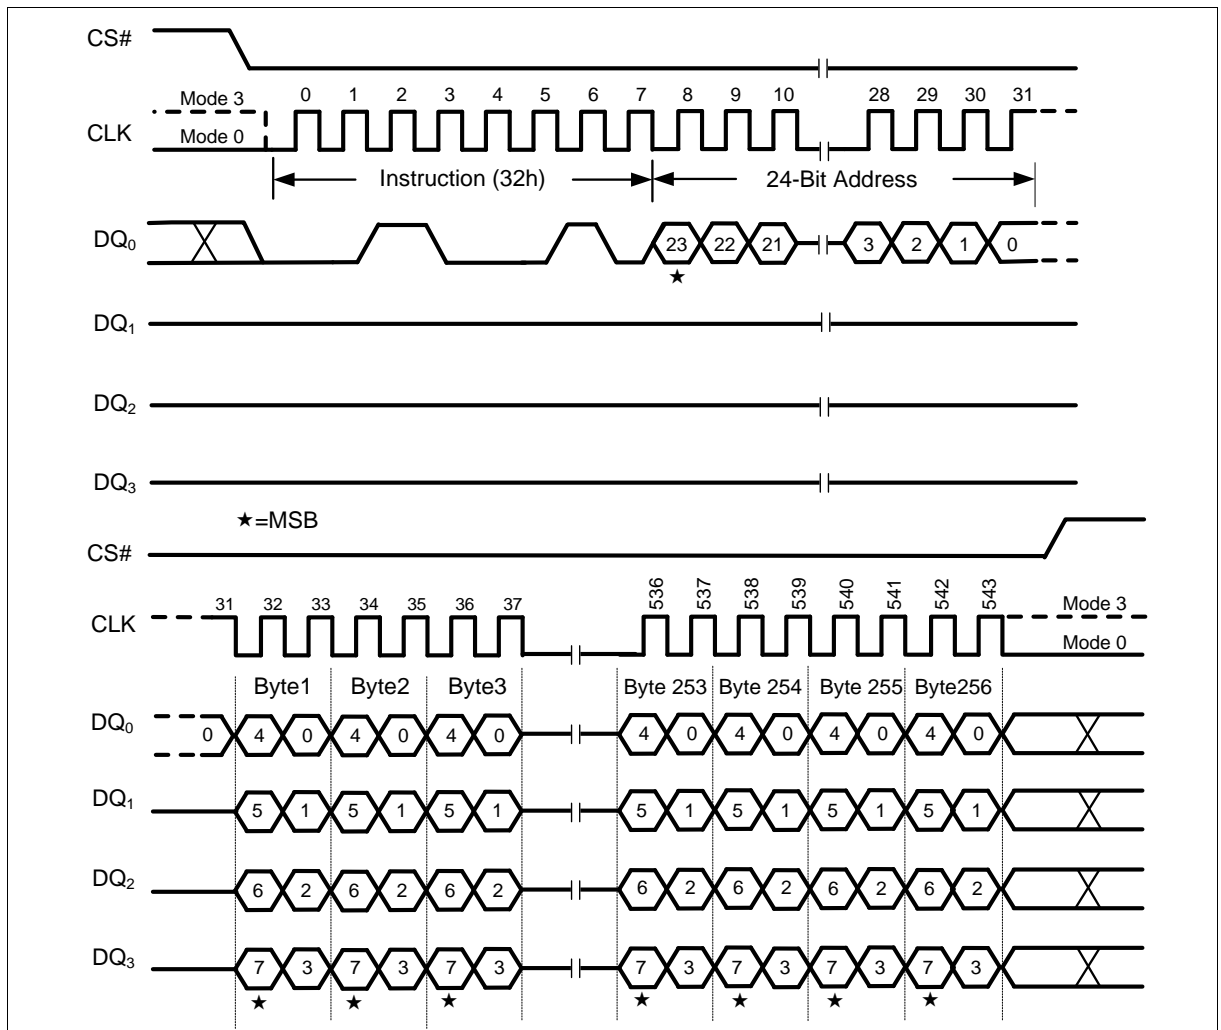 CS#
Mode 3
0 1 2 3 4 5 6 7 8 9 10 28 29 30 31
CLK
Mode 0
Instruction (32h) 24-Bit Address
DQ0 23 22 21 3 2 1 0
★
DQ1
DQ2
DQ3
★=MSB
CS#
31 32 33 34 35 36 37 536 537 538 539 540 541 542 543
Mode 3
CLK
Mode 0
Byte1 Byte2 Byte3 Byte 253 Byte 254 Byte 255 Byte256
DQ0 0 4 0 4 0 4 0 4 0 4 0 4 0 4 0
DQ1 5 1 5 1 5 1 5 1 5 1 5 1 5 1
DQ2 6 2 6 2 6 2 6 2 6 2 6 2 6 2
DQ3 7 3 7 3 7 3 7 3 7 3 7 3 7 3
★ ★ ★ ★ ★ ★ ★